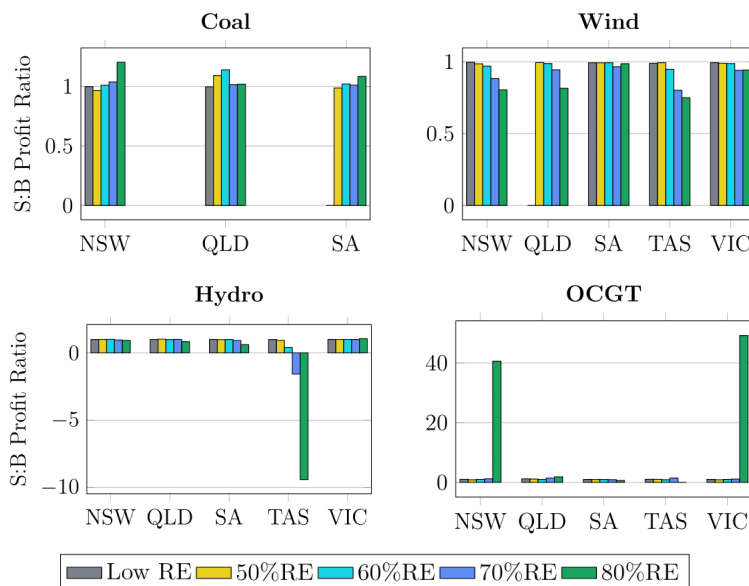 Coal
S:B Profit Ratio
1
0.5
0
NSW QLD SA
Wind
1
0.5
0
NSW QLD SA TAS VIC
Hydro
S:B Profit Ratio
0
−5
−10
NSW QLD SA TAS VIC
OCGT
40
20
0
NSW QLD SA TAS VIC
Low RE 50%RE 60%RE 70%RE 80%RE